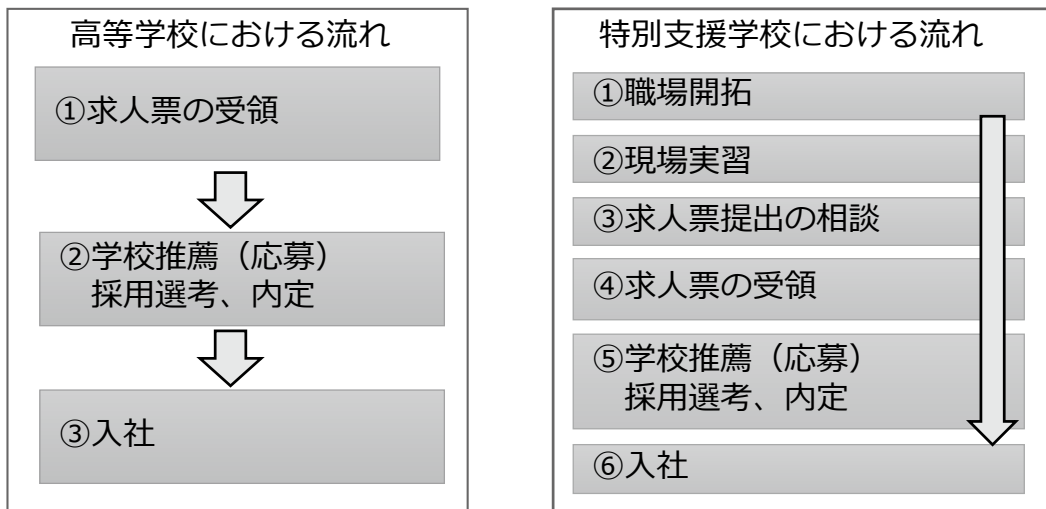 高等学校における流れ
①求人票の受領
②学校推薦（応募）
採用選考、内定
③入社
特別支援学校における流れ
①職場開拓
②現場実習
③求人票提出の相談
④求人票の受領
⑤学校推薦（応募）
採用選考、内定
⑥入社